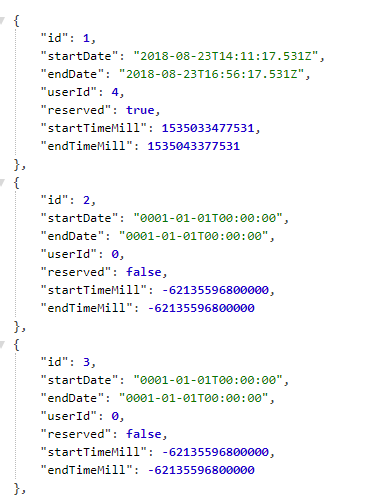 {
"id": 1,
"startDate": "2018-08-23T14:11:17.531Z",
"endDate": "2018-08-23T16:56:17.531Z",
"userId": 4,
"reserved": true,
"startTimeMill": 1535033477531,
"endTimeMill": 1535043377531
},
{
"id": 2,
"startDate": "0001-01-01T00:00:00",
"endDate": "0001-01-01T00:00:00",
"userId": 0,
"reserved": false,
"startTimeMill": -62135596800000,
"endTimeMill": -62135596800000
},
{
"id": 3,
"startDate": "0001-01-01T00:00:00",
"endDate": "0001-01-01T00:00:00",
"userId": 0,
"reserved": false,
"startTimeMill": -62135596800000,
"endTimeMill": -62135596800000
},